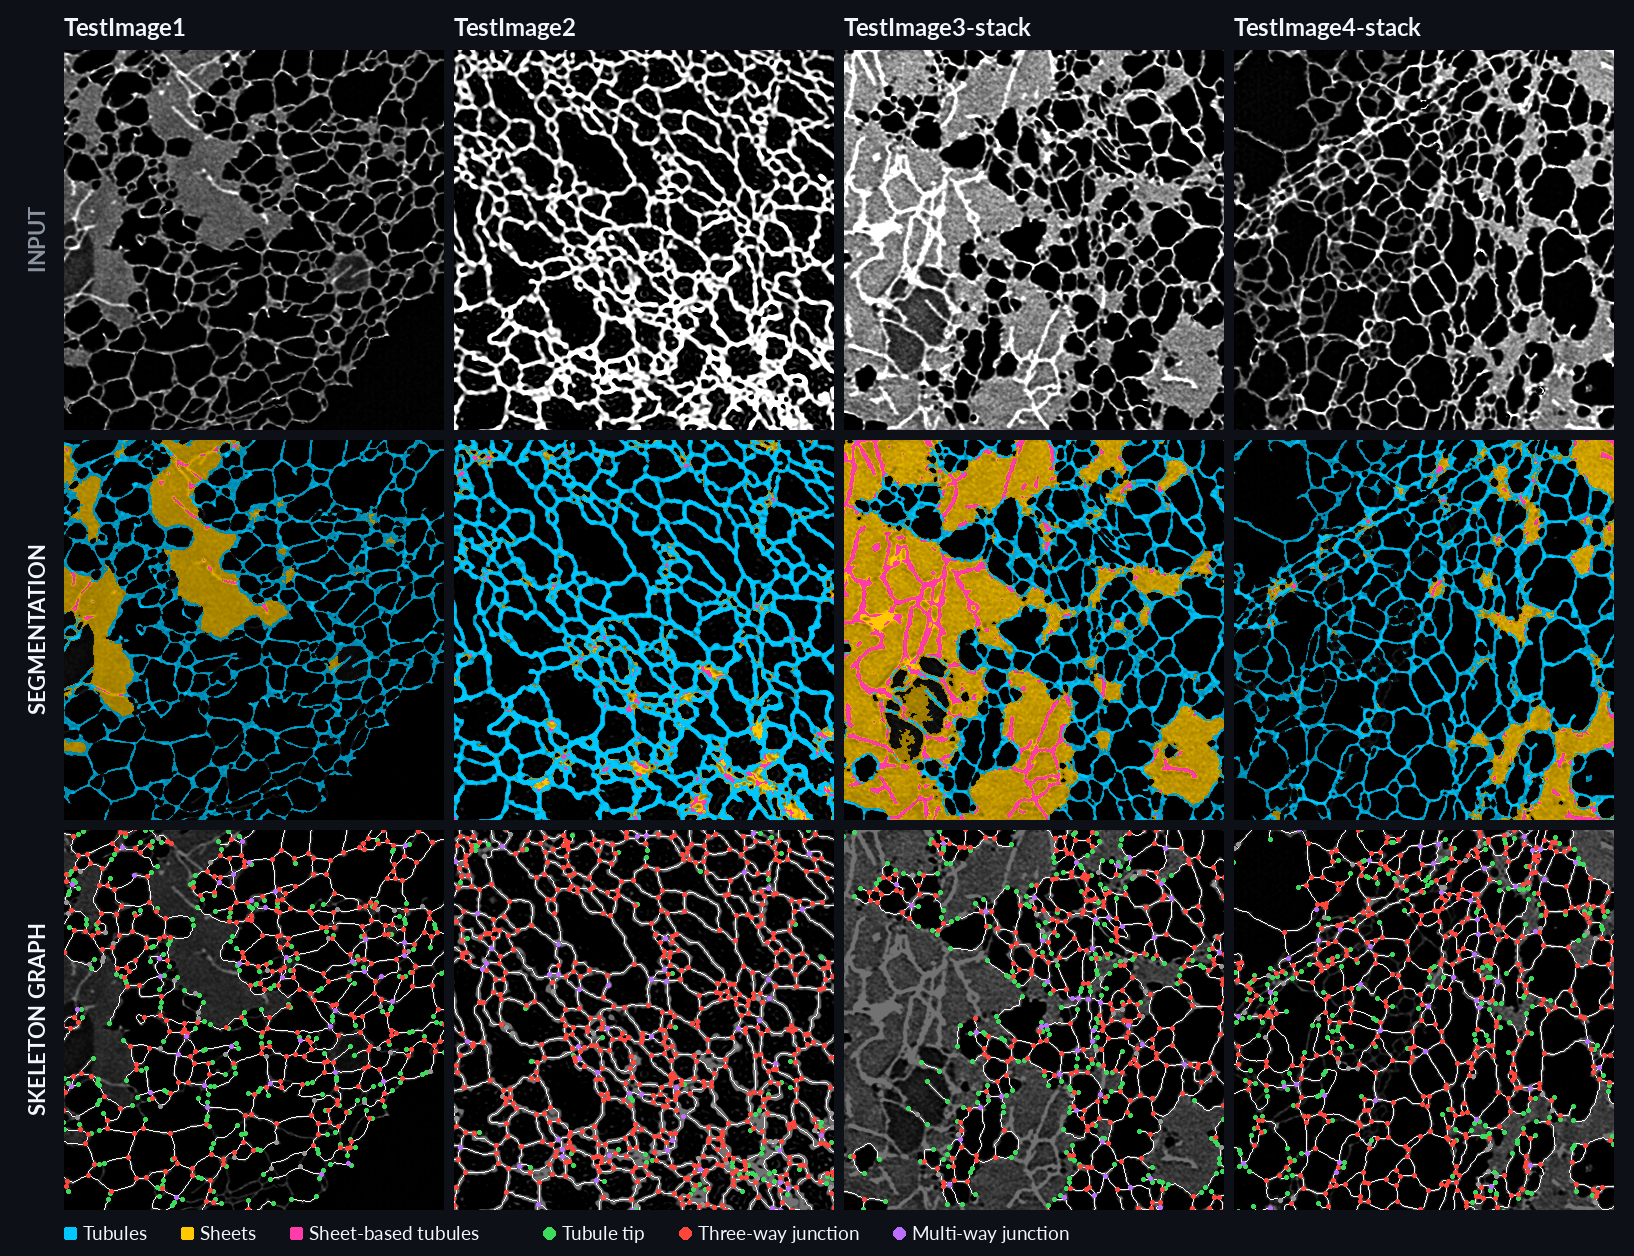 TestImage1 TestImage2 TestImage3-stack TestImage4-stack
INPUT
SEGMENTATION
SKELETON GRAPH
Tubules Sheets Sheet-based tubules Tubule tip Three-way junction Multi-way junction